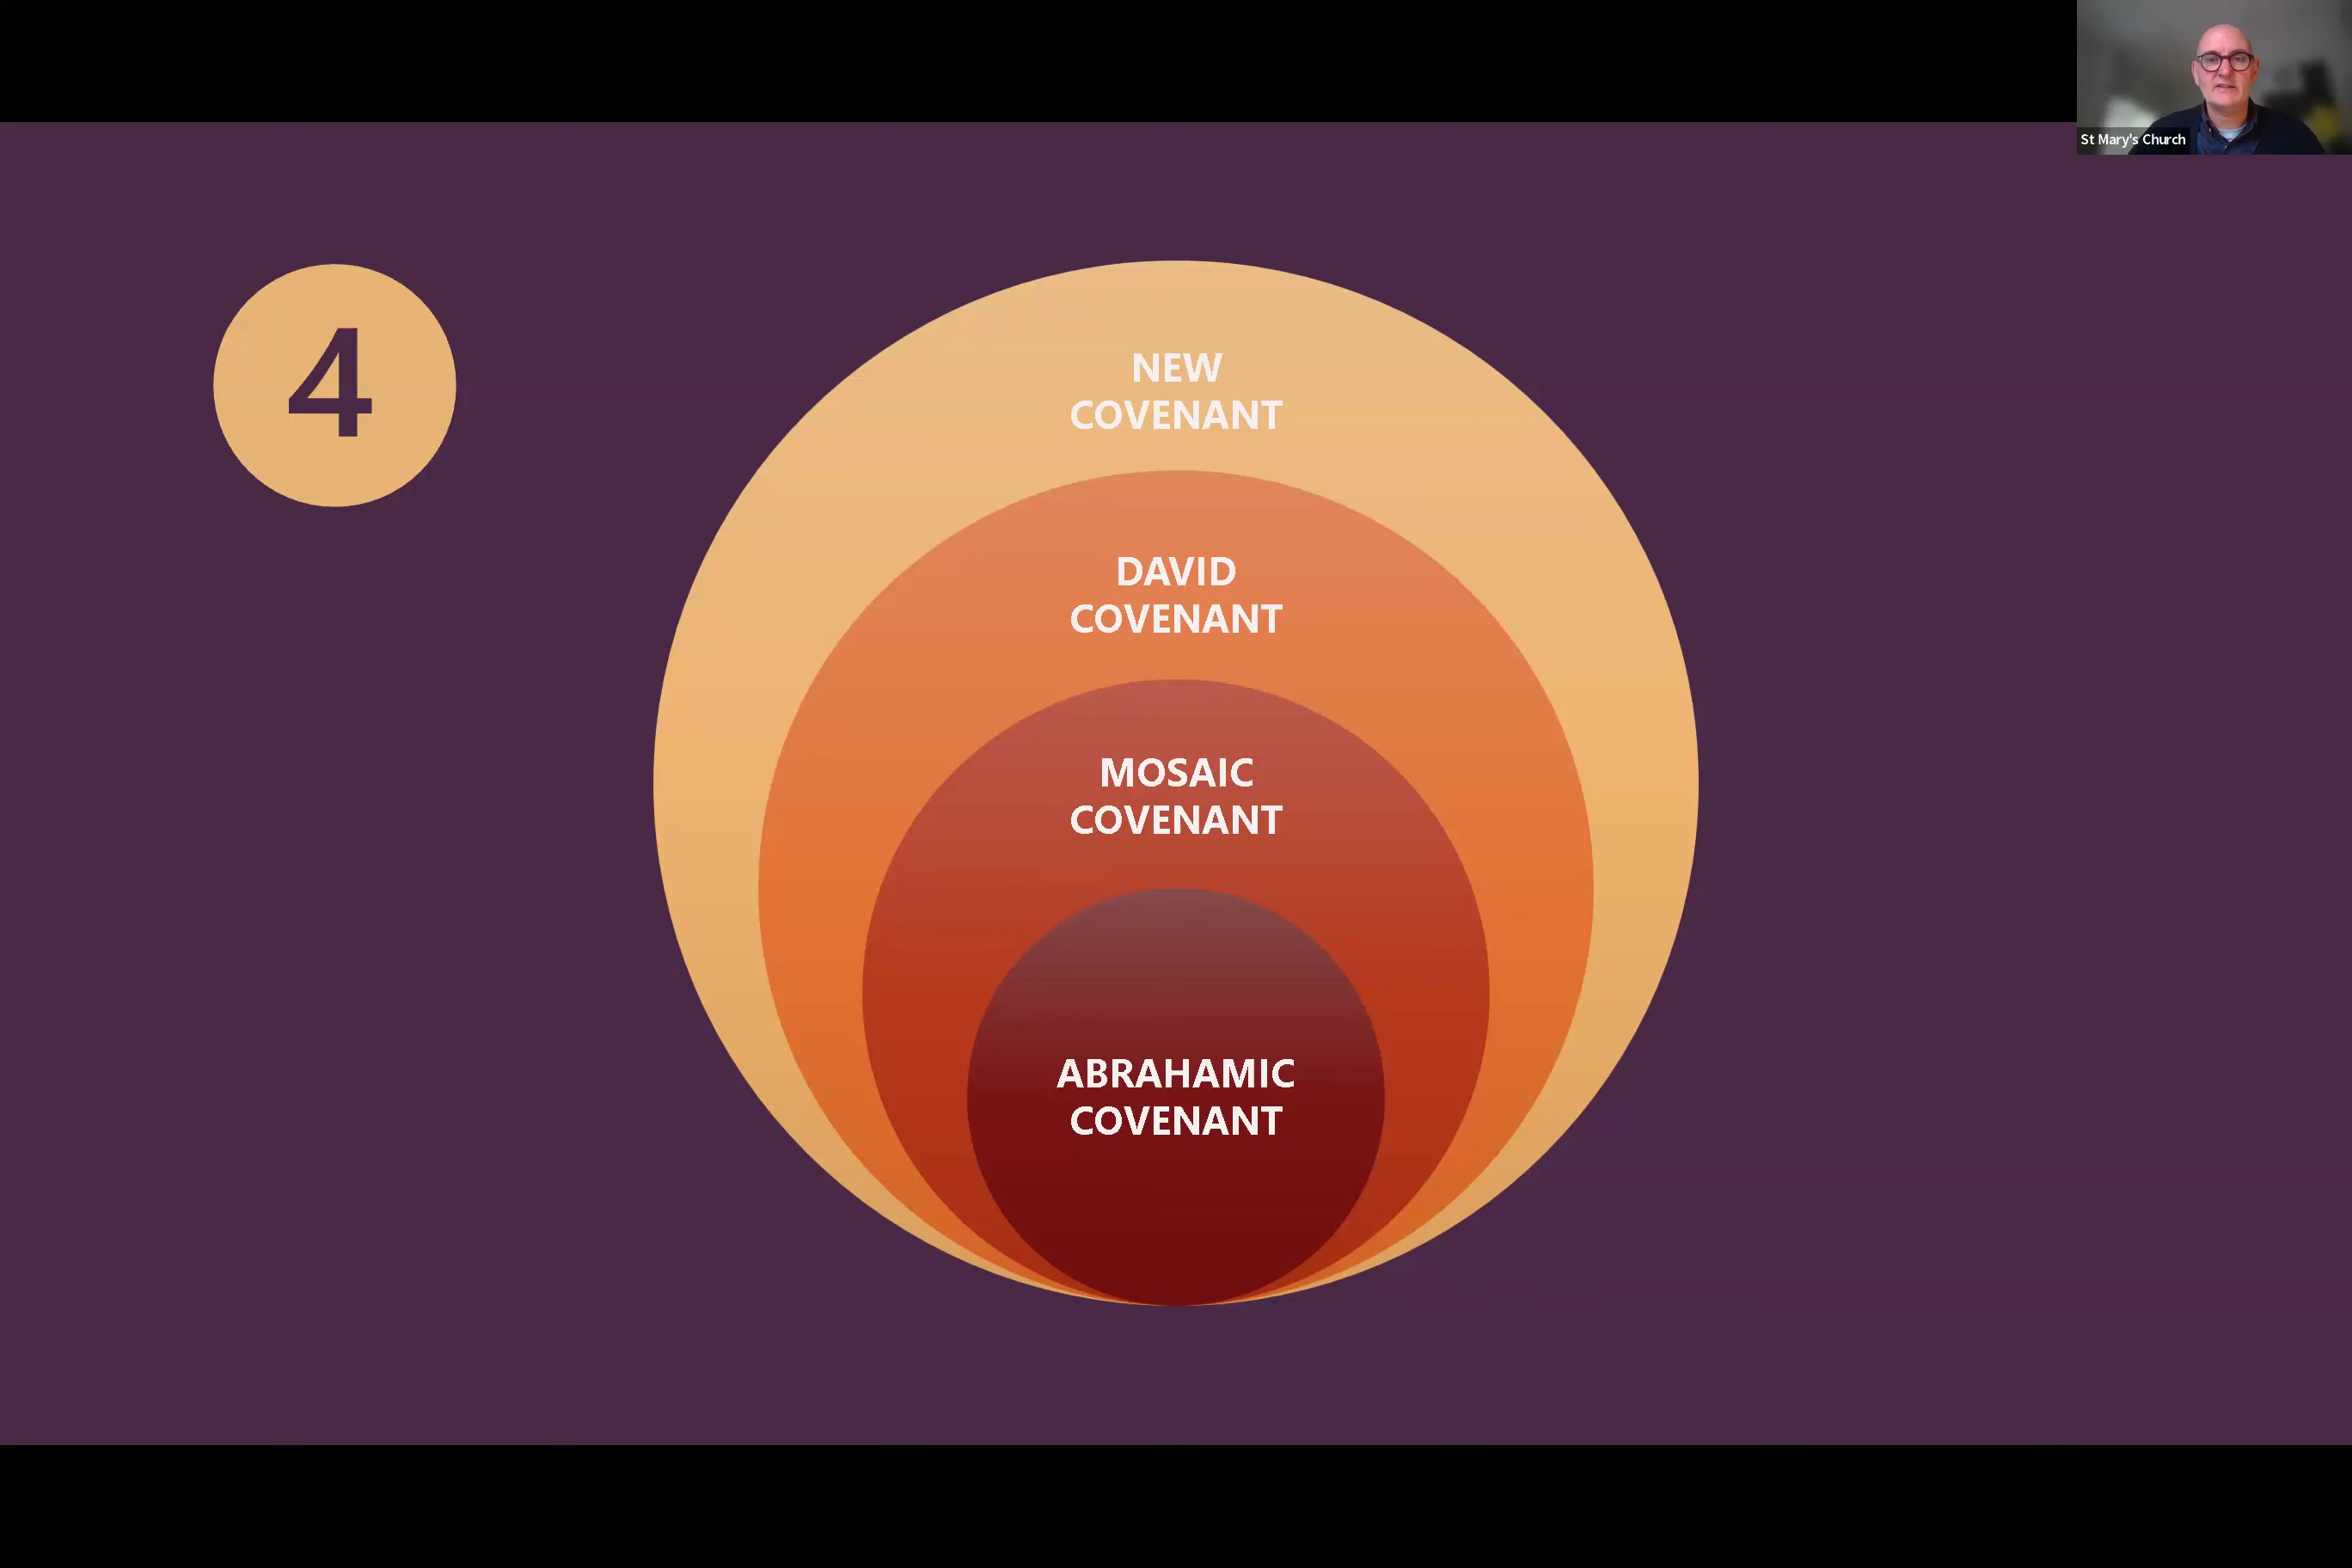 St Mary's Church
4
NEW
COVENANT
DAVID
COVENANT
MOSAIC
COVENANT
ABRAHAMIC
COVENANT